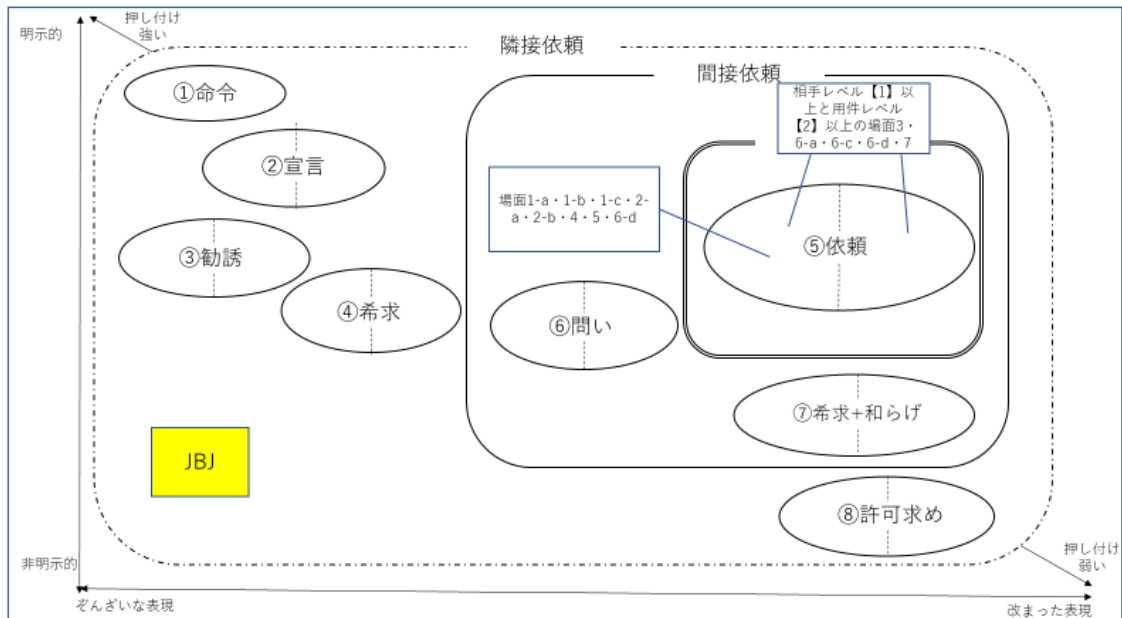 押し付け
強い
明示的
隣接依頼
間接依頼
①命令
相手レベル【1】以
上と用件レベル
【2】以上の場面3・
6-a・6-c・6-d・7
②宣言
場面1-a・1-b・1-c・2-
a・2-b・4・5・6-d
③勧誘
⑤依頼
④希求
⑥問い
⑦希求+和らげ
JBJ
⑧許可求め
押し付け
弱い
非明示的
ぞんざいな表現
改まった表現